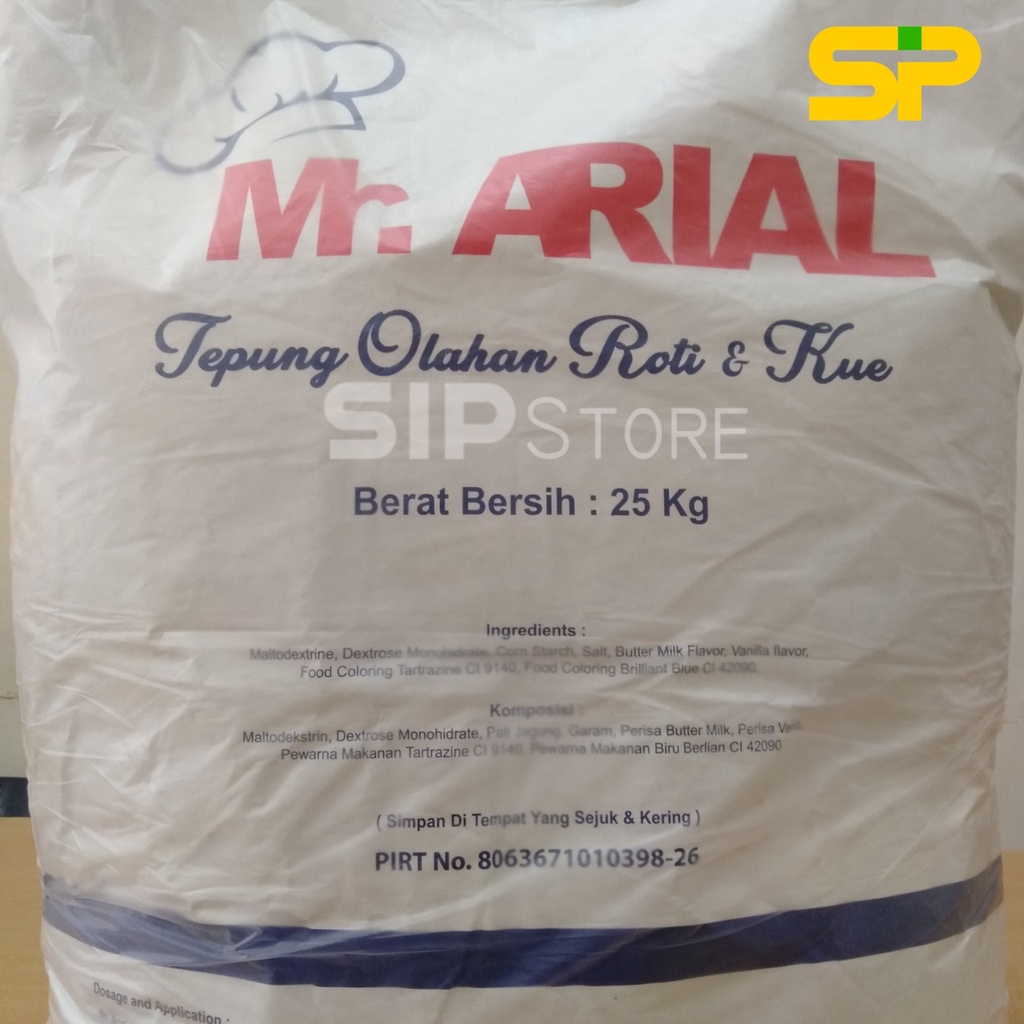 SiP
Mr. ARIAL
Tepung Olahan Roti & Kue
SIP STORE
Berat Bersih : 25 Kg
Ingredients :
Maltodextrine, Dextrose Monohidrate, Corn Starch, Salt, Butter Milk Flavor, Vanilla flavor,
Food Coloring Tartrazine CI 9140, Food Coloring Brilliant Blue CI 42090.
Komposisi :
Maltodekstrin, Dextrose Monohidrate, Pati Jagung, Garam, Perisa Butter Milk, Perisa
Pewarna Makanan Tartrazine CI 9140, Pewarna Makanan Biru Berlian CI 42090
( Simpan Di Tempat Yang Sejuk & Kering )
PIRT No. 8063671010398-26
Dosage and Application :